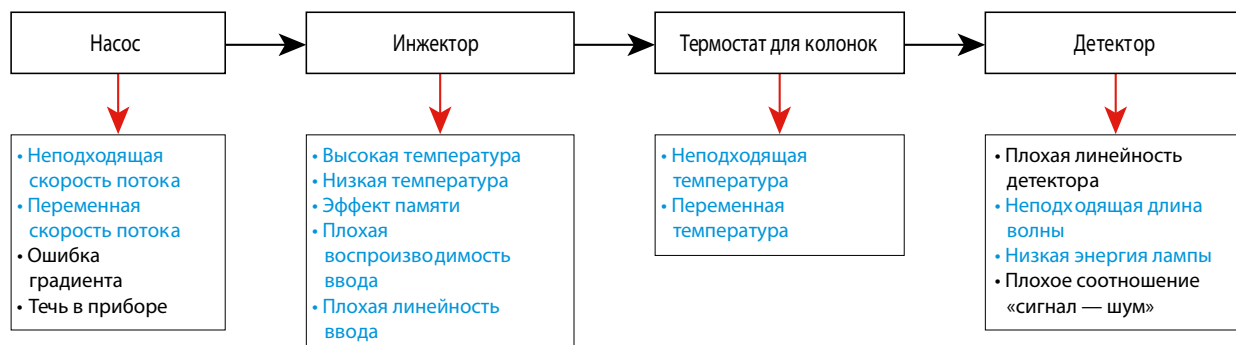 Насос
Инжектор
Термостат для колонок
Детектор
• Неподходящая
скорость потока
• Переменная
скорость потока
• Ошибка
градиента
• Течь в приборе
• Высокая температура
• Низкая температура
• Эффект памяти
• Плохая
воспроизводимость
ввода
• Плохая линейность
ввода
• Неподходящая
температура
• Переменная
температура
• Плохая линейность
детектора
• Неподходящая длина
волны
• Низкая энергия лампы
• Плохое соотношение
«сигнал — шум»